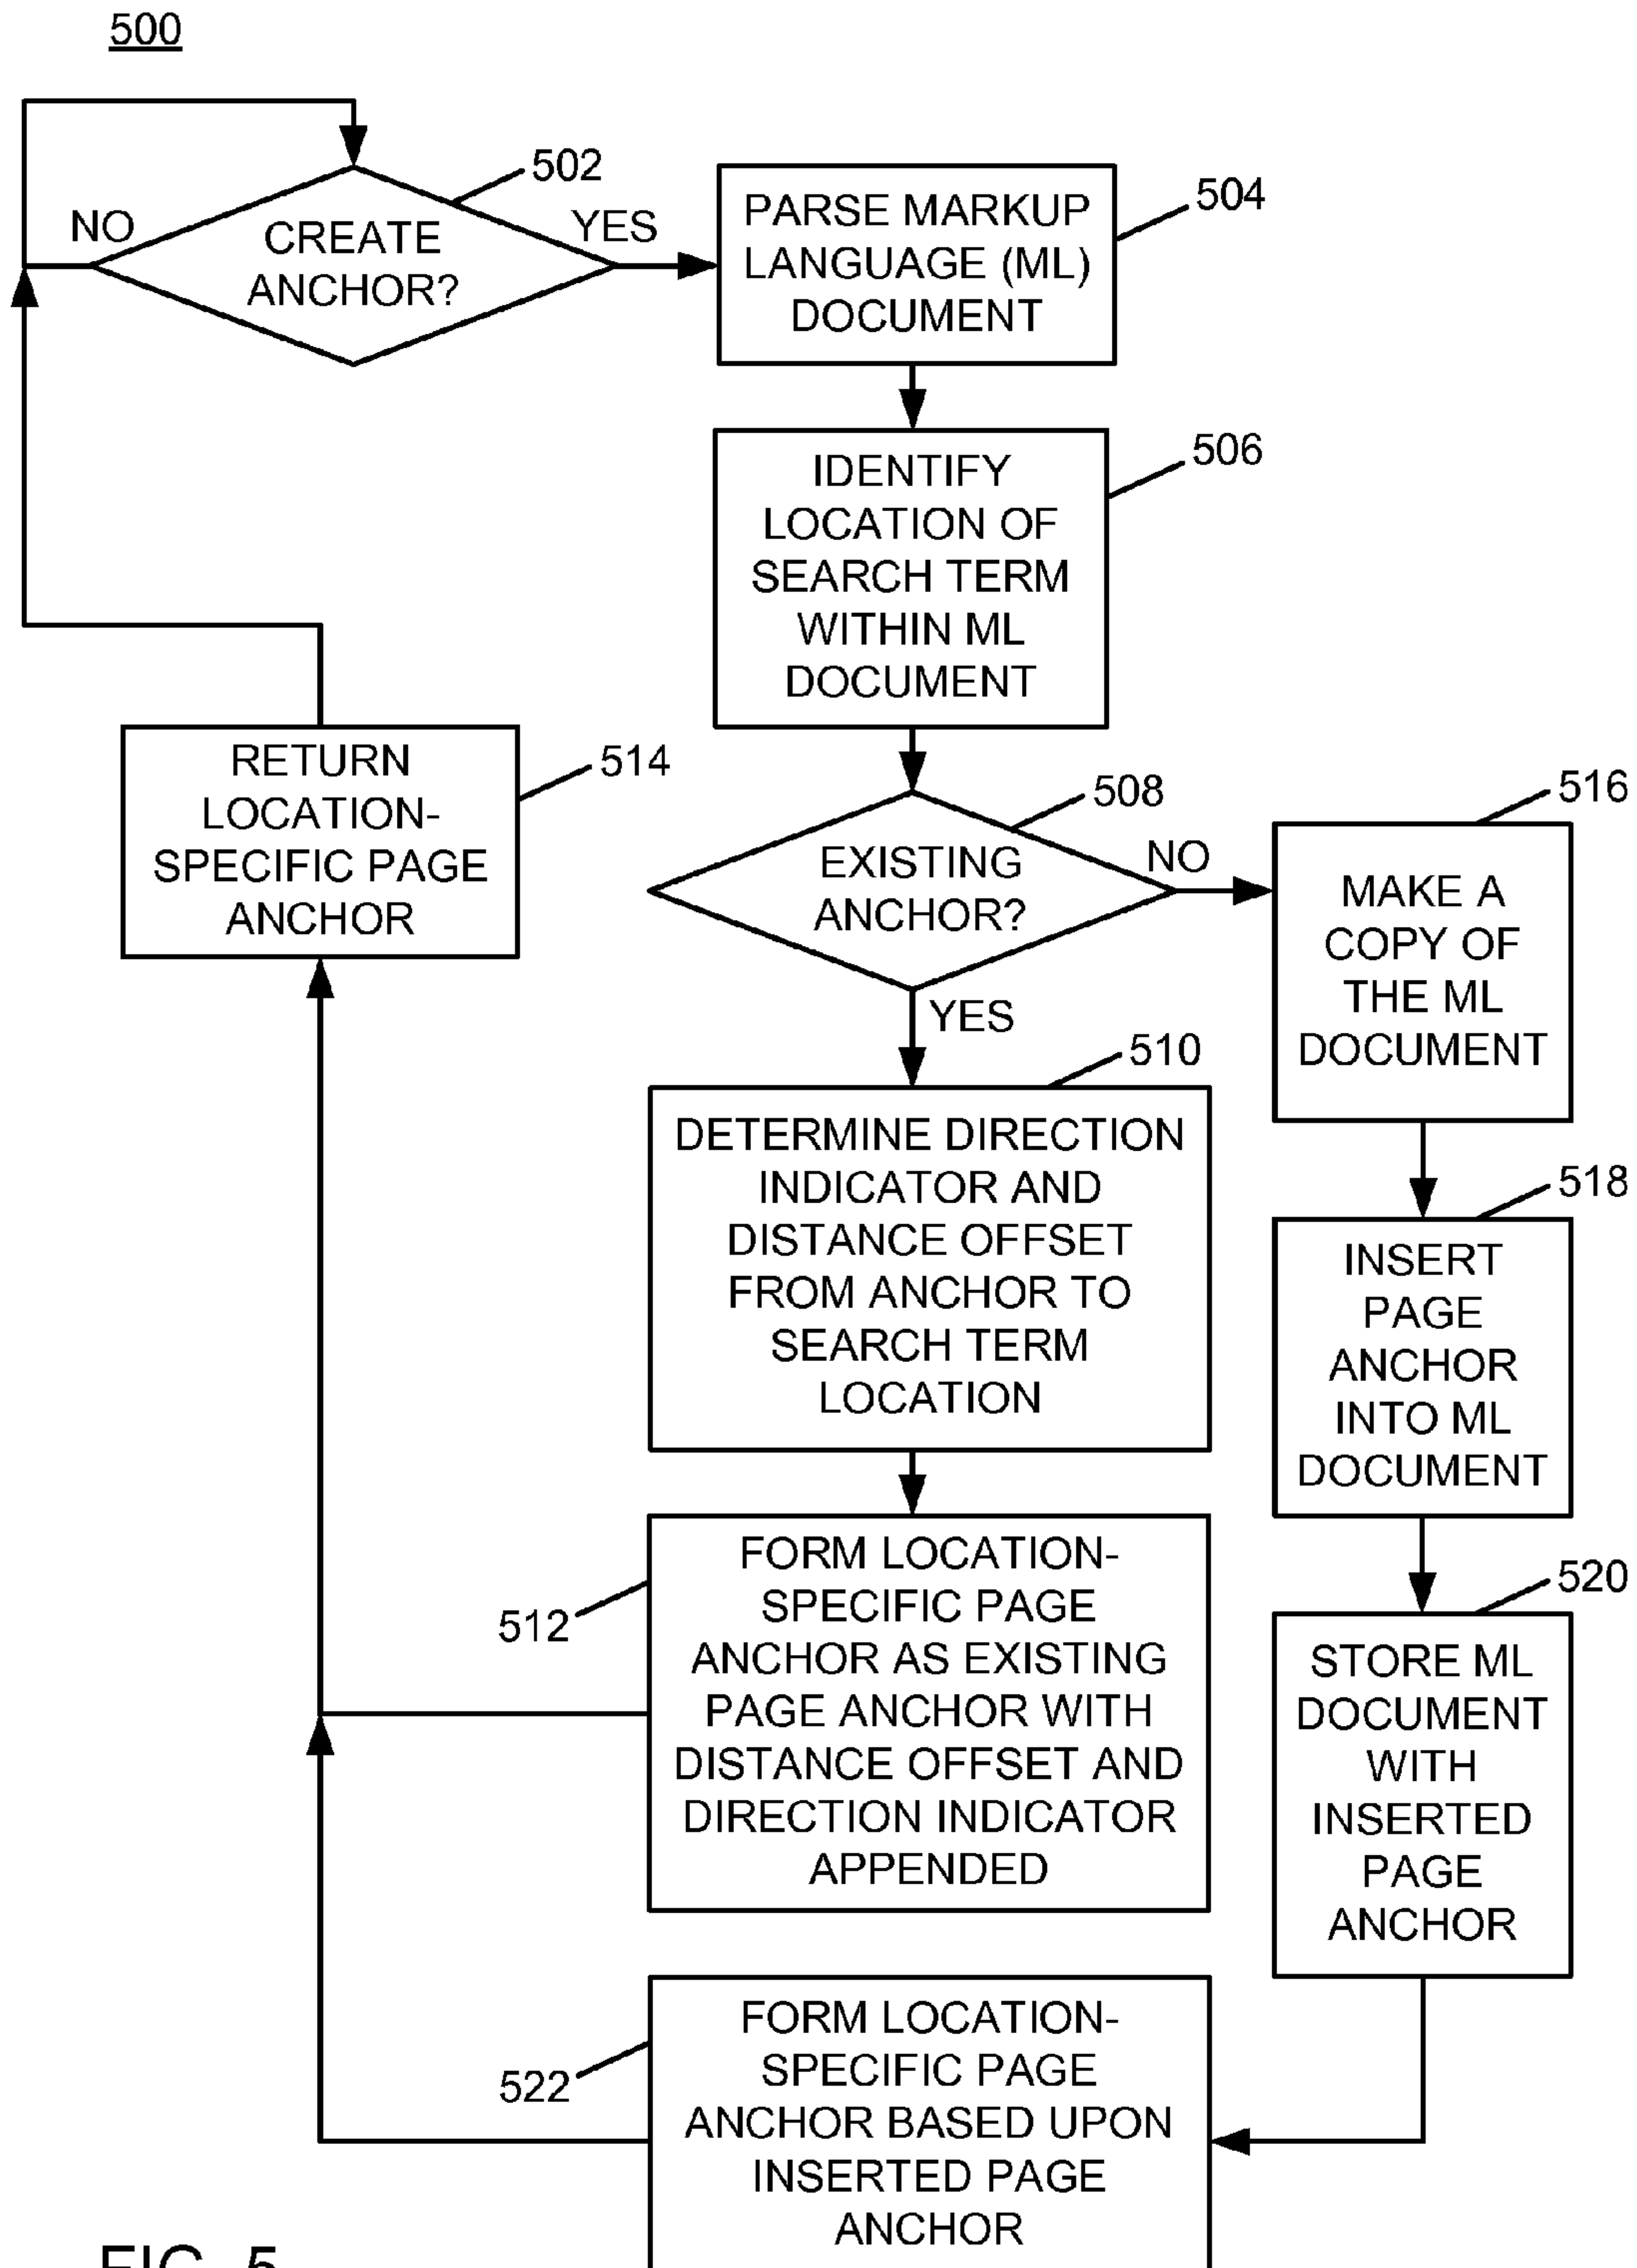 500
502
NO
CREATE
ANCHOR?
YES
PARSE MARKUP
LANGUAGE (ML)
DOCUMENT
504
IDENTIFY
LOCATION OF
SEARCH TERM
WITHIN ML
DOCUMENT
506
RETURN
LOCATION-
SPECIFIC PAGE
ANCHOR
514
EXISTING
ANCHOR?
508
NO
YES
MAKE A
COPY OF
THE ML
DOCUMENT
516
510
DETERMINE DIRECTION
INDICATOR AND
DISTANCE OFFSET
FROM ANCHOR TO
SEARCH TERM
LOCATION
518
INSERT
PAGE
ANCHOR
INTO ML
DOCUMENT
512
FORM LOCATION-
SPECIFIC PAGE
ANCHOR AS EXISTING
PAGE ANCHOR WITH
DISTANCE OFFSET AND
DIRECTION INDICATOR
APPENDED
520
STORE ML
DOCUMENT
WITH
INSERTED
PAGE
ANCHOR
522
FORM LOCATION-
SPECIFIC PAGE
ANCHOR BASED UPON
INSERTED PAGE
ANCHOR
FIG. 5